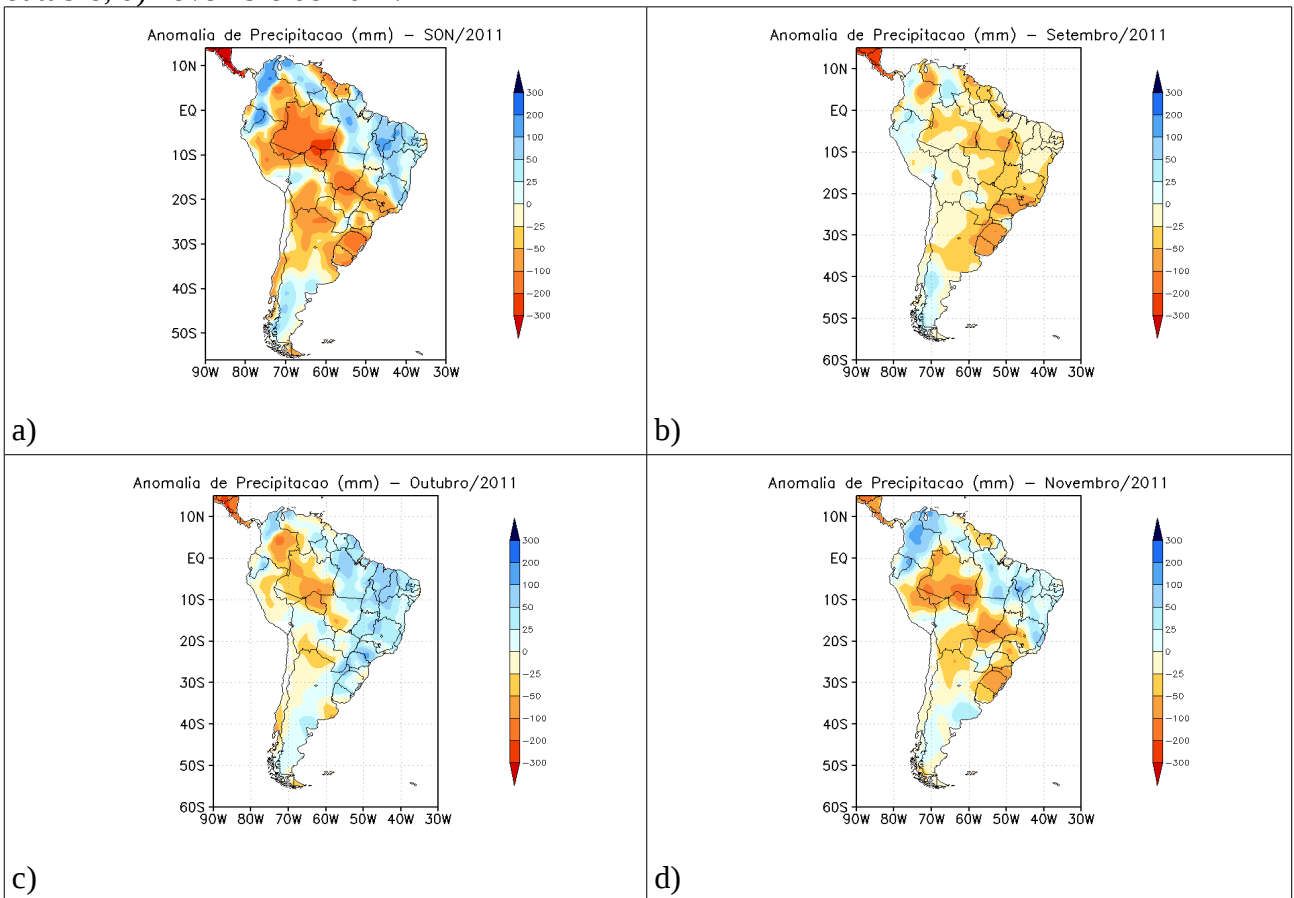 Anomalia de Precipitacao (mm) – SON/2011
10N
EQ
10S
20S
30S
40S
50S
90W 80W 70W 60W 50W 40W 30W
300
200
100
50
25
0
−25
−50
−100
−200
−300
a)
Anomalia de Precipitacao (mm) – Setembro/2011
10N
EQ
10S
20S
30S
40S
50S
60S
90W 80W 70W 60W 50W 40W 30W
300
200
100
50
25
0
−25
−50
−100
−200
−300
b)
Anomalia de Precipitacao (mm) – Outubro/2011
10N
EQ
10S
20S
30S
40S
50S
60S
90W 80W 70W 60W 50W 40W 30W
300
200
100
50
25
0
−25
−50
−100
−200
−300
c)
Anomalia de Precipitacao (mm) – Novembro/2011
10N
EQ
10S
20S
30S
40S
50S
60S
90W 80W 70W 60W 50W 40W 30W
300
200
100
50
25
0
−25
−50
−100
−200
−300
d)